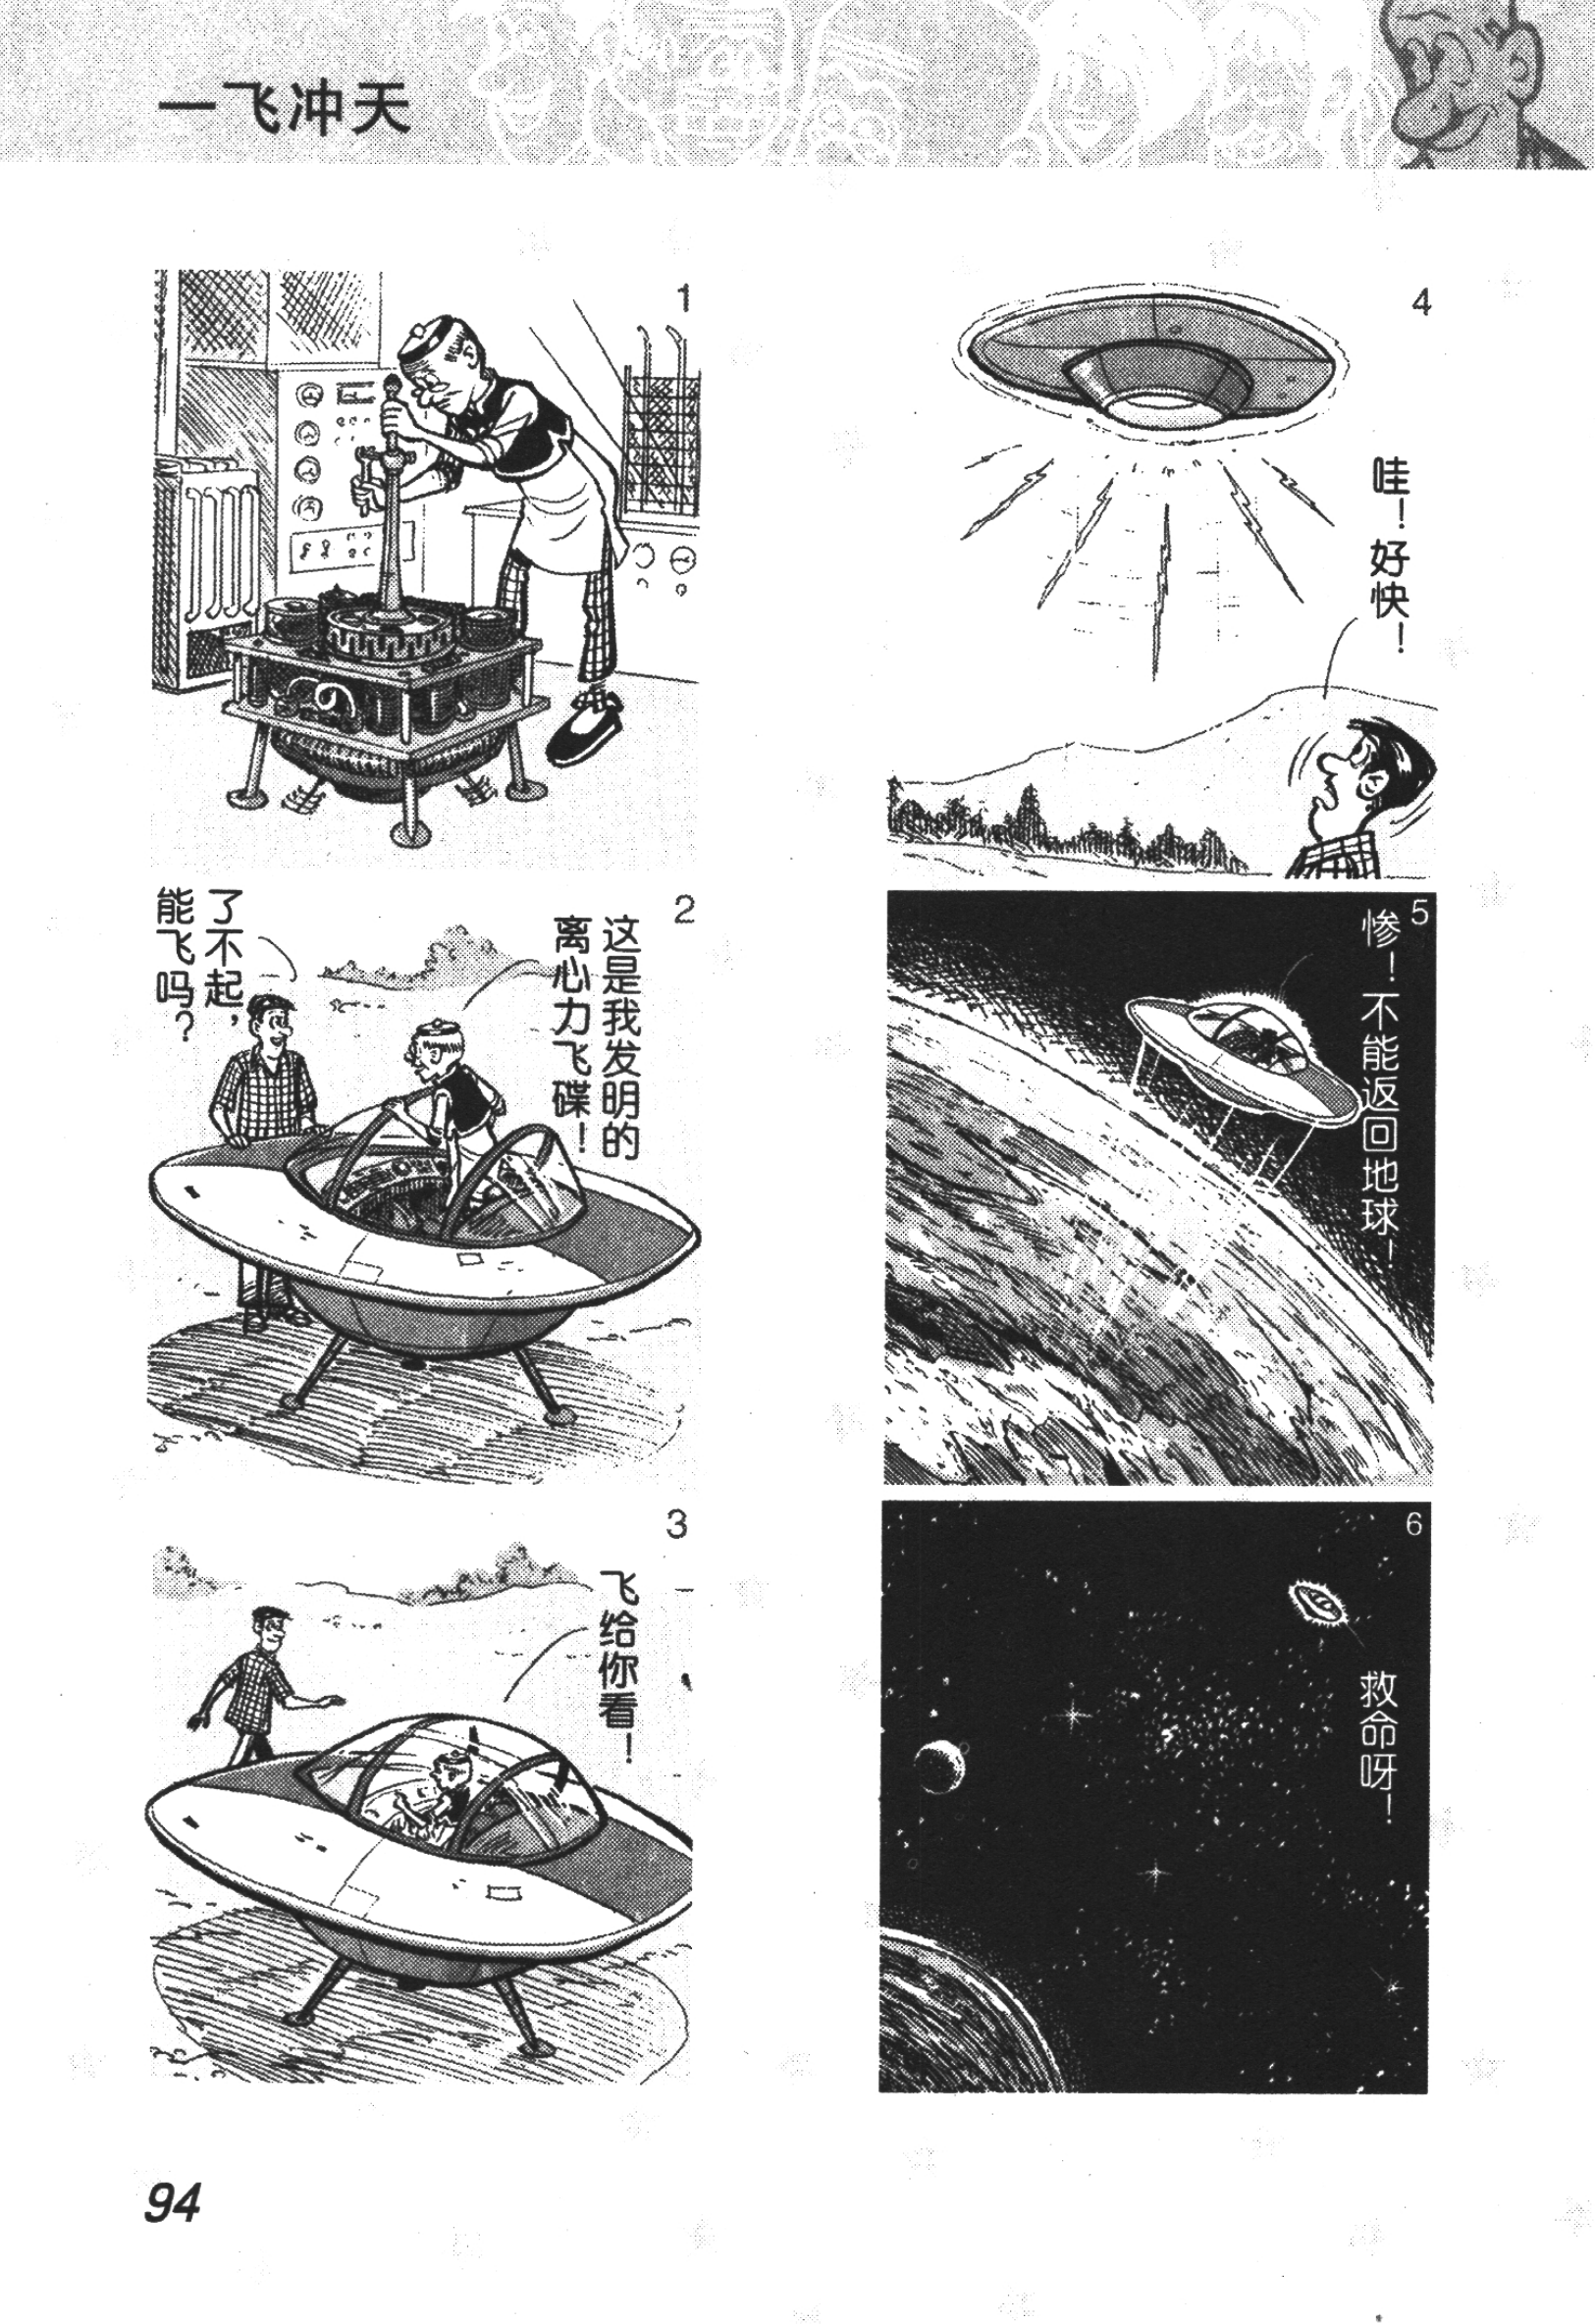 一飞冲天
1
2
这是我发明的
离心力飞碟！
了不起，
能飞吗？
3
飞给你看！
4
哇！好快！
5
惨！不能返回地球！
6
救命呀！
94